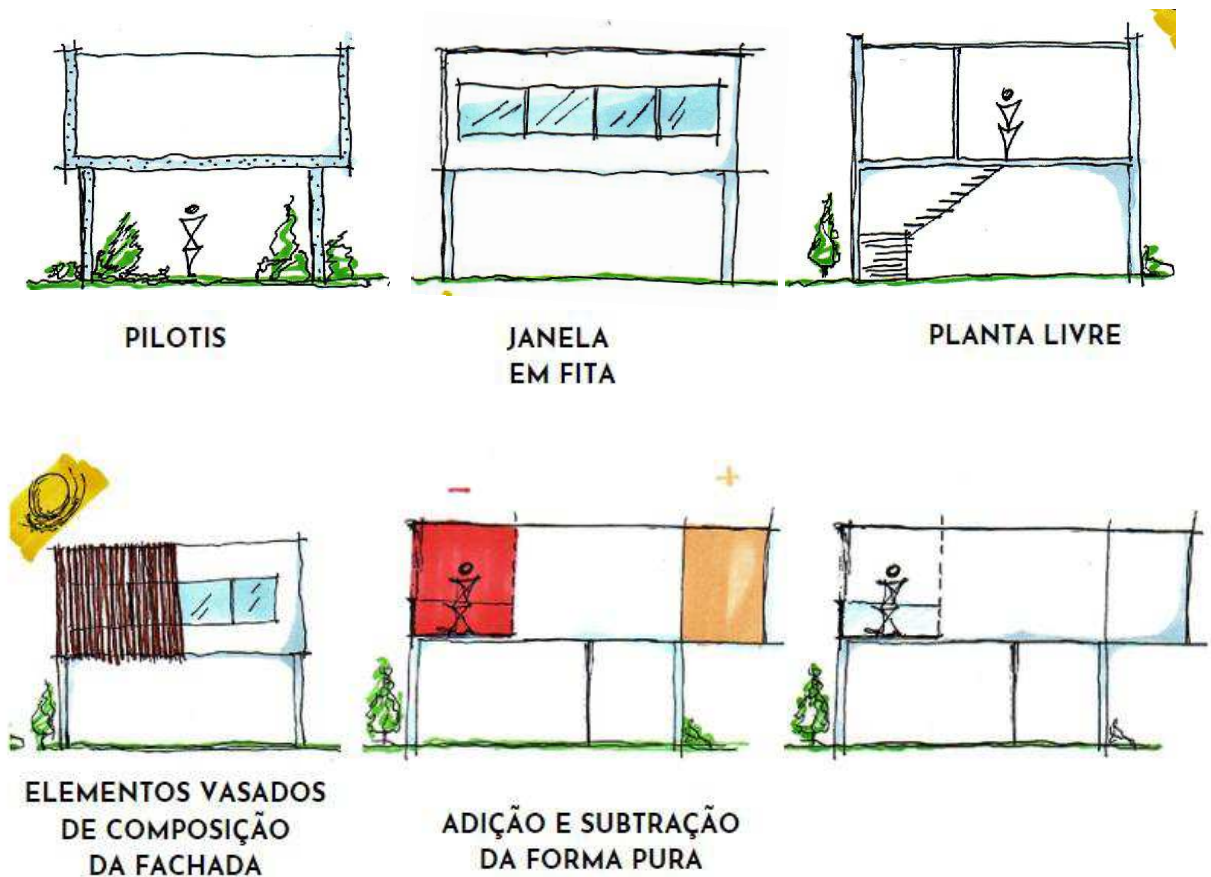 PILOTIS
JANELA
EM FITA
PLANTA LIVRE
-
+
ELEMENTOS VASADOS
DE COMPOSIÇÃO
DA FACHADA
ADIÇÃO E SUBTRAÇÃO
DA FORMA PURA